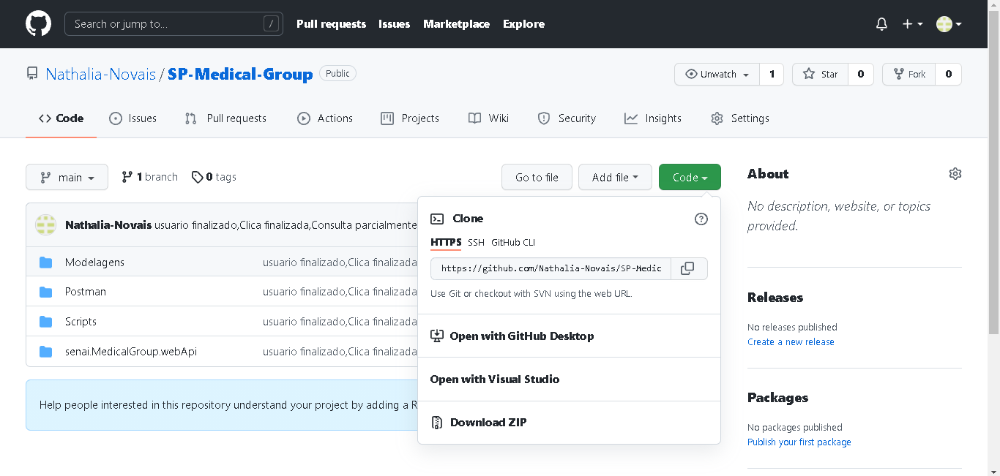 Search or jump to... /
Pull requests Issues Marketplace Explore
Nathalia-Novais / SP-Medical-Group Public
Unwatch 1 Star 0 Fork 0
Code Issues Pull requests Actions Projects Wiki Security Insights Settings
main 1 branch 0 tags Go to file Add file Code
Nathalia-Novais usuario finalizado,Clica finalizada,Consulta parcialmente
Modelagens usuario finalizado,Clica finalizada
Postman usuario finalizado,Clica finalizada
Scripts usuario finalizado,Clica finalizada
senai.MedicalGroup.webApi usuario finalizado,Clica finalizada
Help people interested in this repository understand your project by adding a R
Clone
HTTPS SSH GitHub CLI
https://github.com/Nathalia-Novais/SP-Medic
Use Git or checkout with SVN using the web URL.
Open with GitHub Desktop
Open with Visual Studio
Download ZIP
About
No description, website, or topics
provided.
Releases
No releases published
Create a new release
Packages
No packages published
Publish your first package